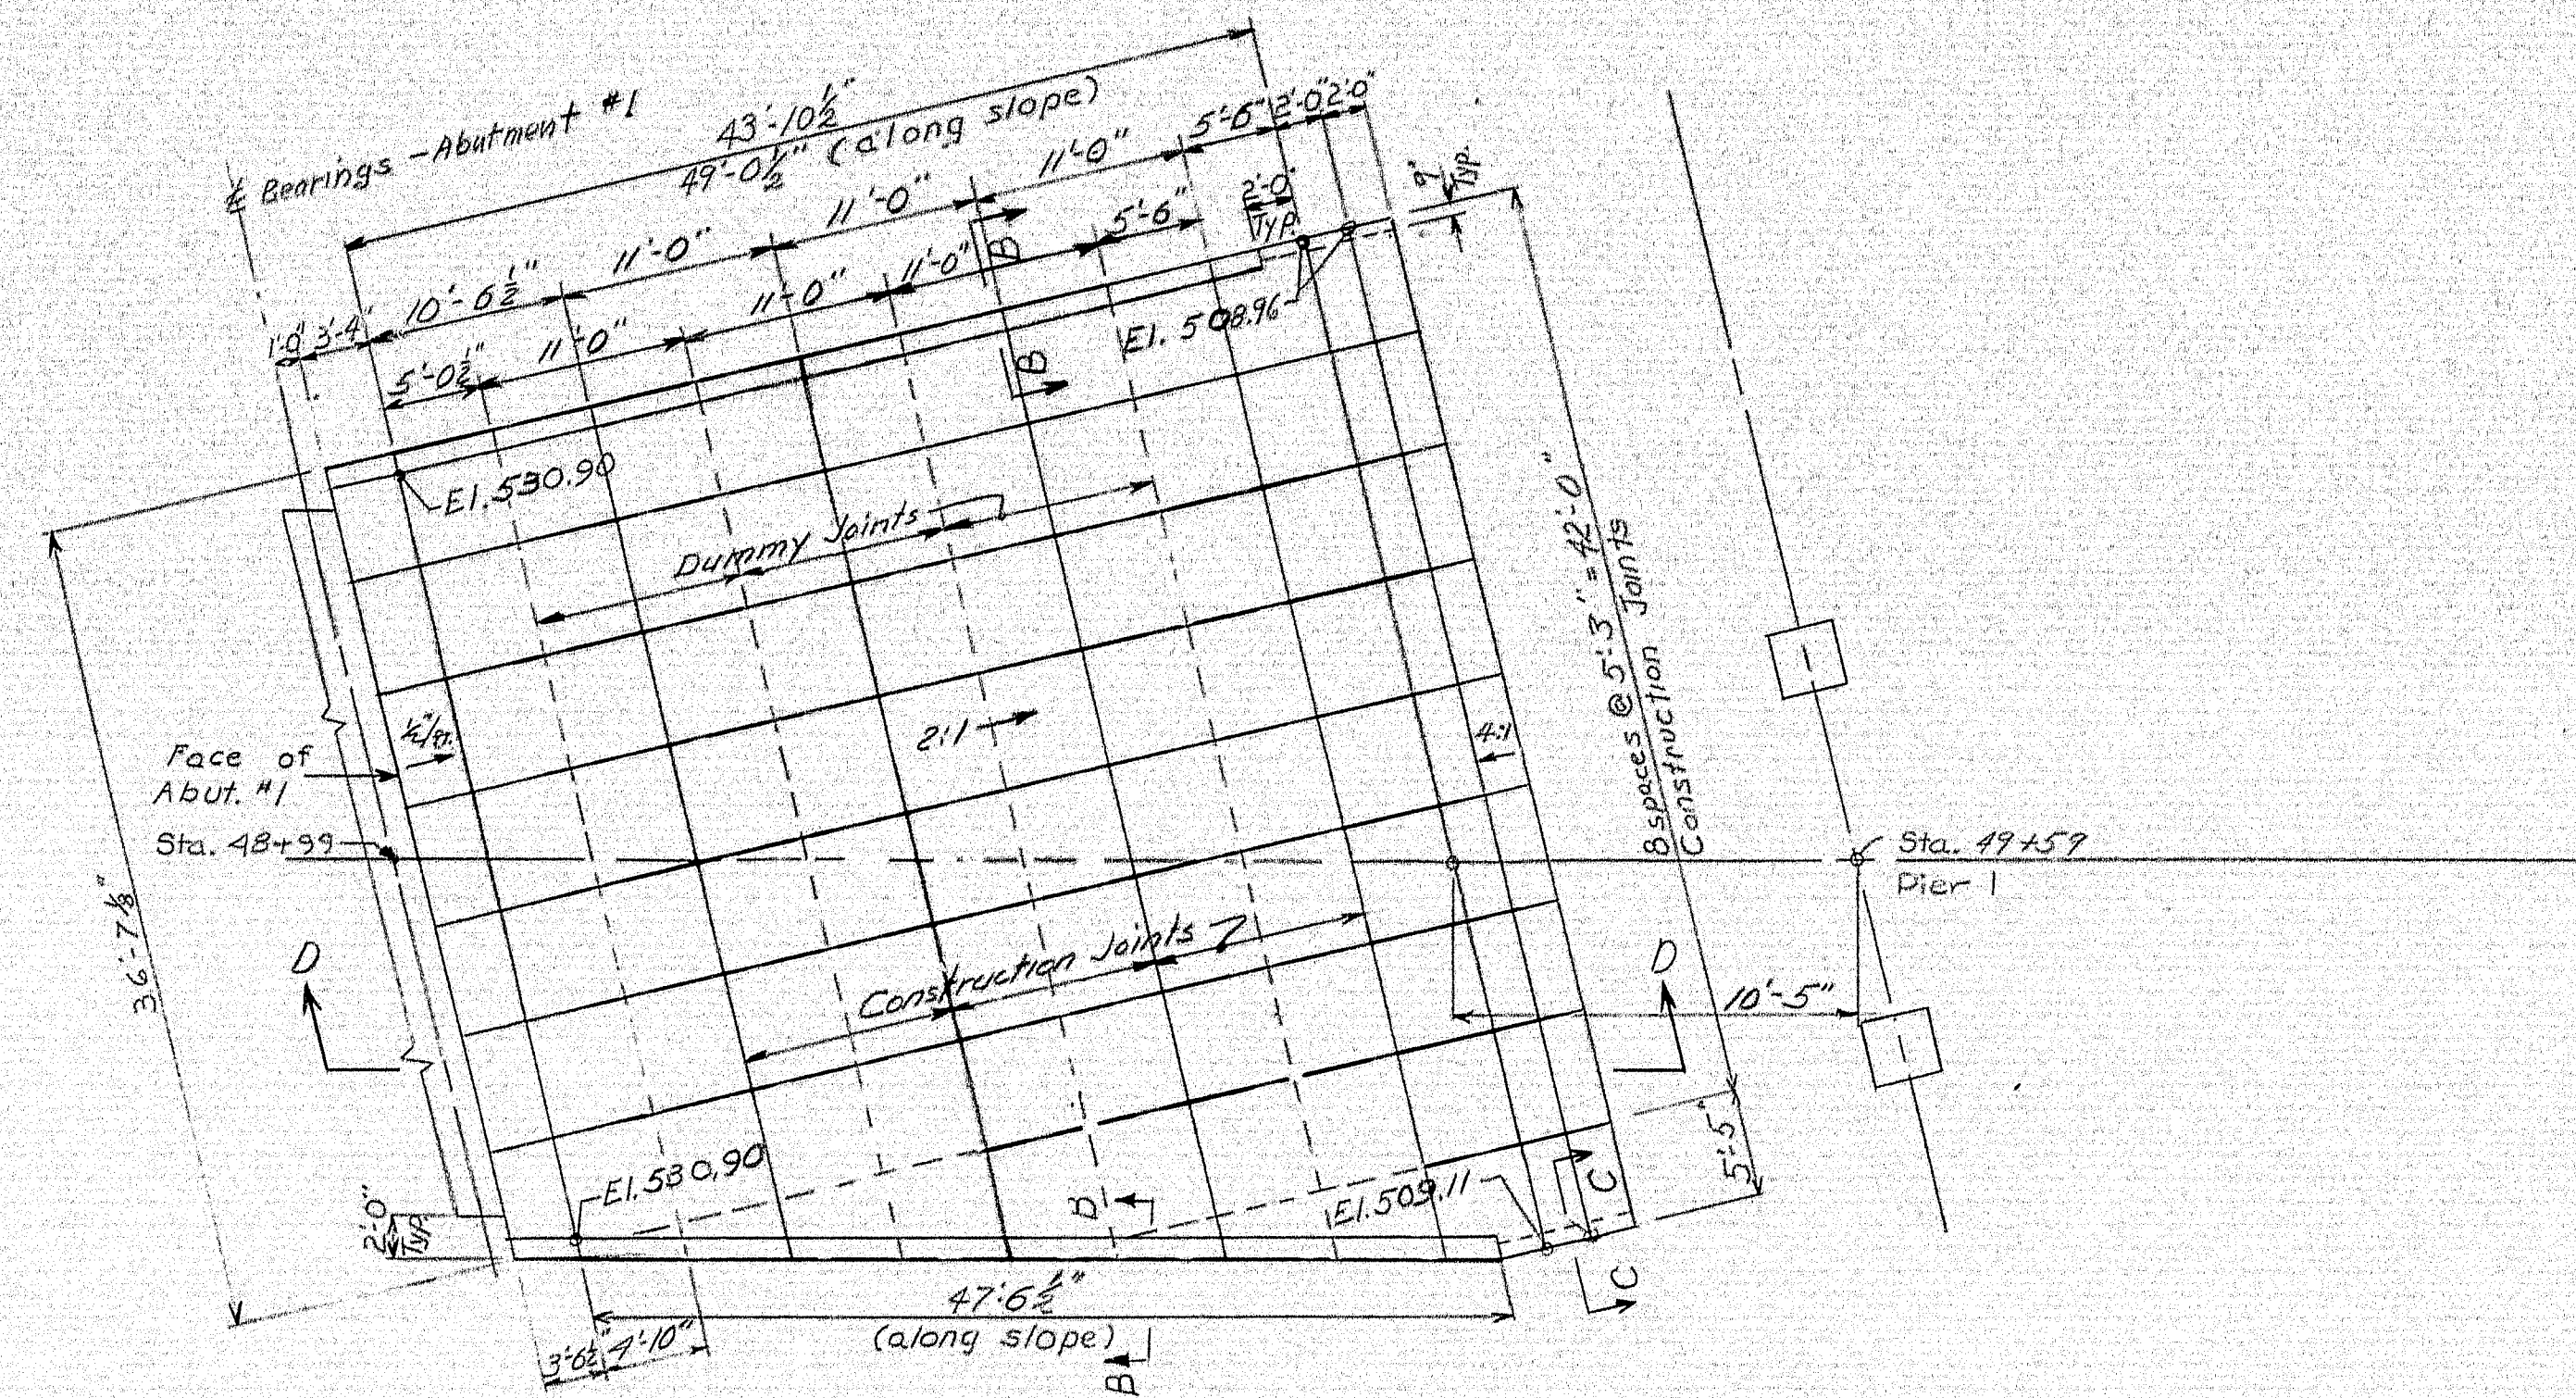 ℄ Bearings - Abutment #1
43'-10½"
49'-0½" (along slope)
1'-0" 3'-4" 10'-6½" 11'-0" 11'-0" 11'-0" 5'-6" 2'-0" 2'-0"
5'-0½" 11'-0" 11'-0" 11'-0" 5'-6"
2'-0"
Typ.
9"
Typ.
B
B
El. 508.96
El. 530.90
Dummy Joints
8 spaces @ 5'-3" = 42'-0"
Construction Joints
½"/ft.
2:1
4:1
Face of
Abut. #1
Sta. 48+99
Sta. 49+59
Pier 1
36'-7⅛"
D
D
10'-5"
Construction Joints
5'-5"
El. 530.90
El. 509.11
2'-0"
Typ.
B
C
C
47'-6½"
(along slope)
3'-6½" 4'-10"
B